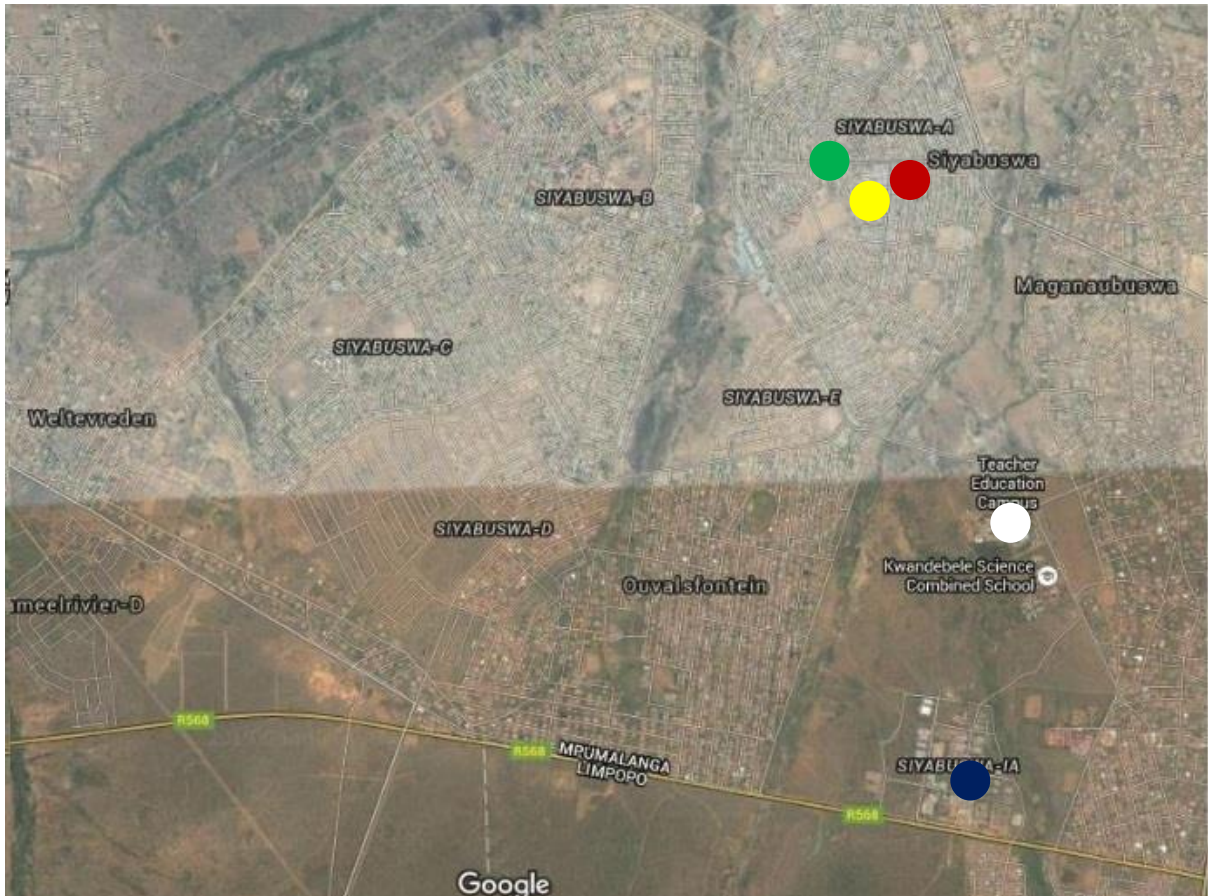 SIYABUSWA-A
Siyabuswa
SIYABUSWA-B
Maganaubuswa
SIYABUSWA-C
SIYABUSWA-E
Weltevreden
Teacher
Education
Campus
SIYABUSWA-D
Kwandebele Science
Combined School
Ouvalsfontein
meelrivier-D
R568
R568
MPUMALANGA
LIMPOPO
SIYABUSWA-IA
R568
Google